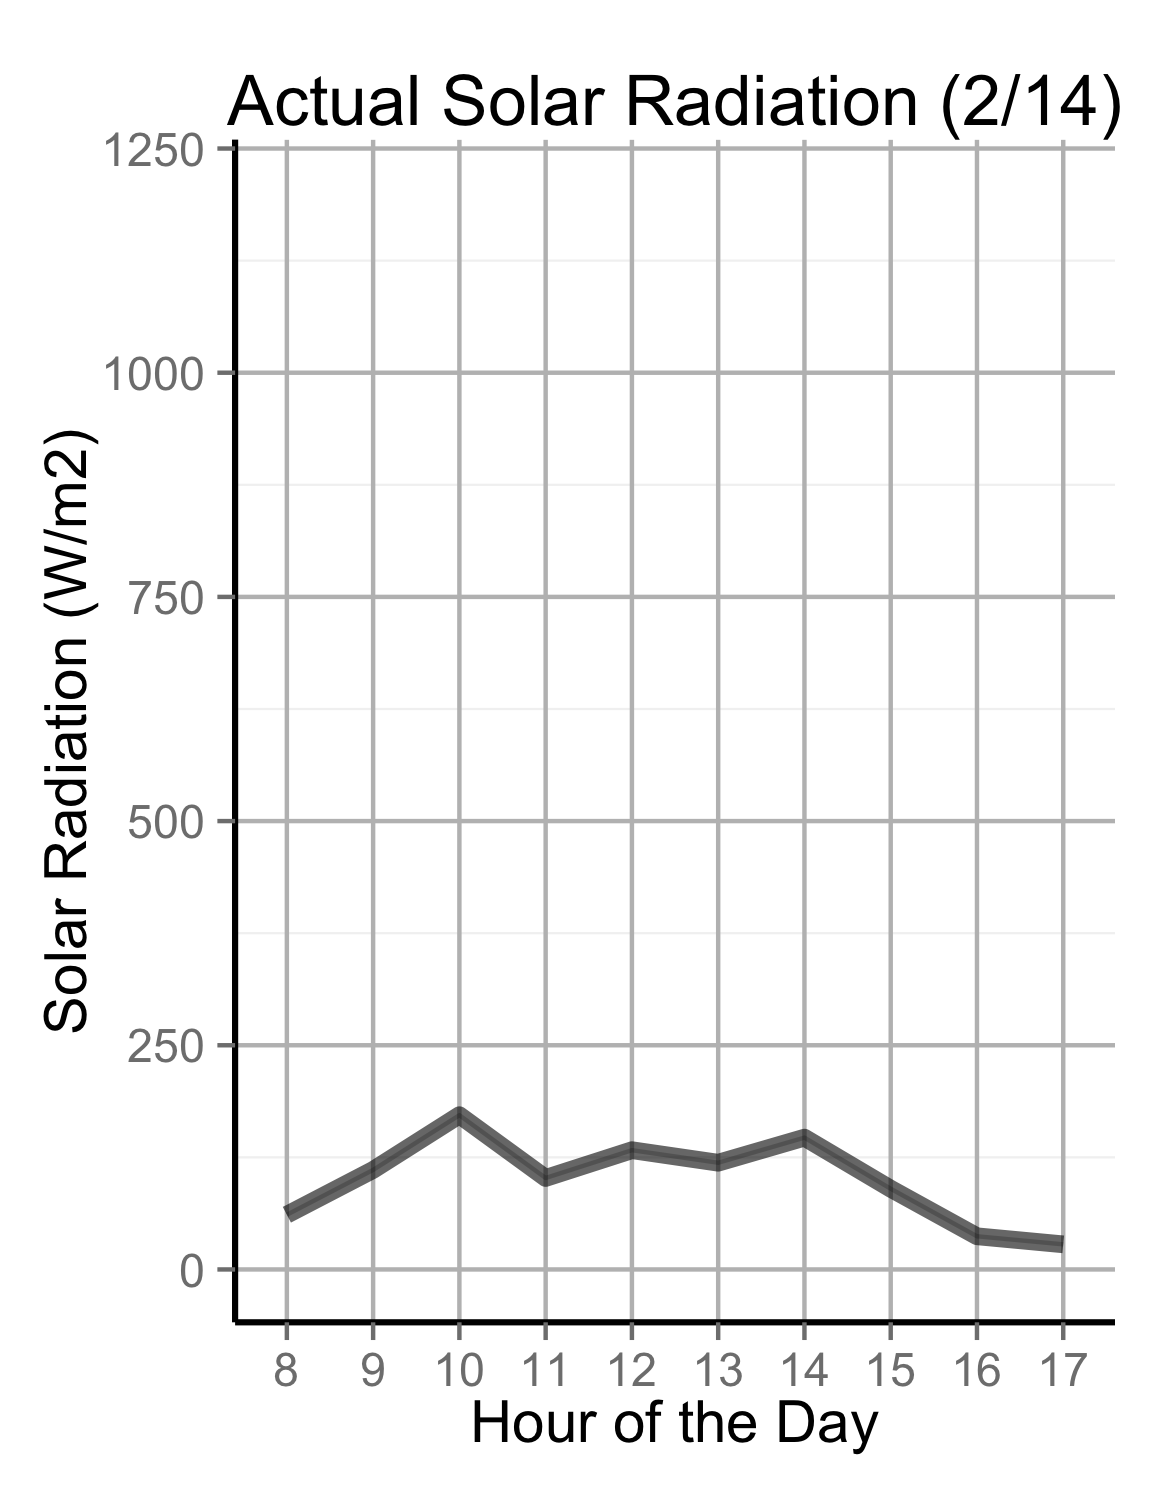 Actual Solar Radiation (2/14)
Solar Radiation (W/m2)
1250
1000
750
500
250
0
8 9 10 11 12 13 14 15 16 17
Hour of the Day